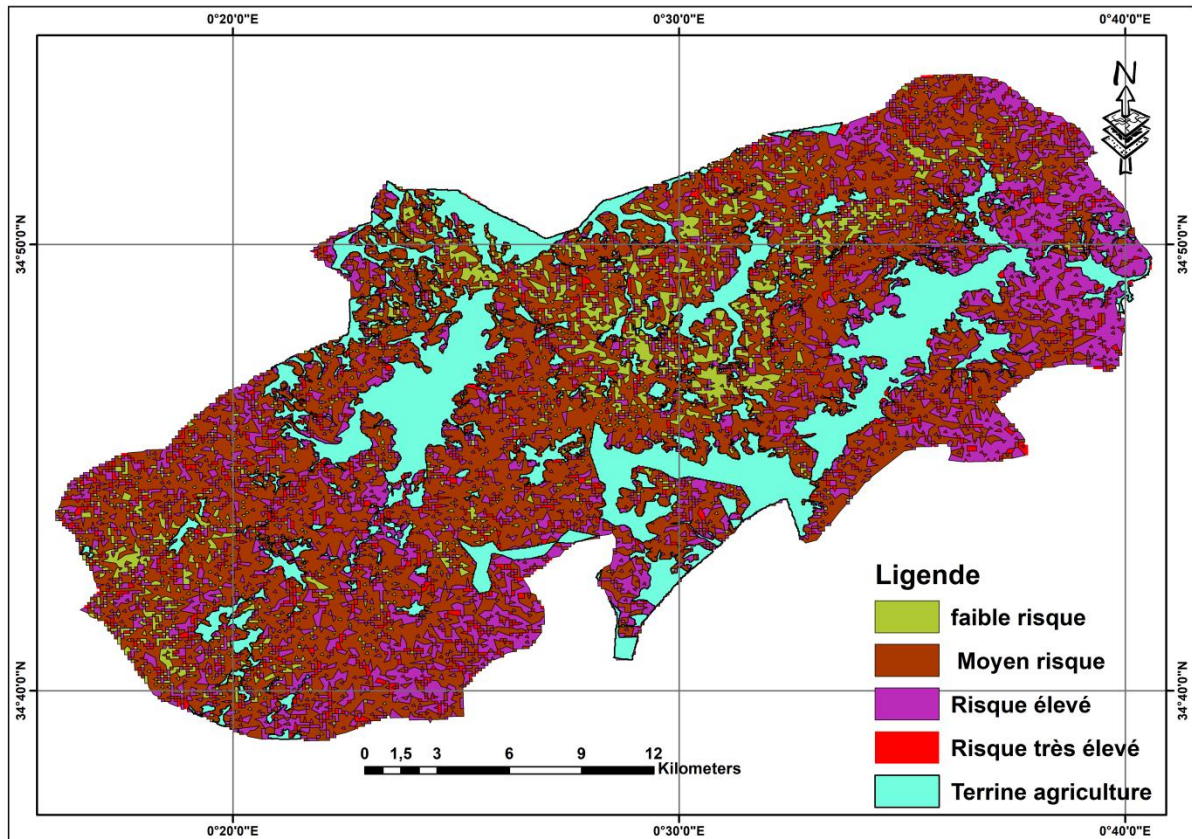 0°20'0"E
0°30'0"E
0°40'0"E
N
34°50'0"N
34°50'0"N
Ligende
faible risque
Moyen risque
Risque élevé
Risque très élevé
Terrine agriculture
34°40'0"N
34°40'0"N
0 1,5 3 6 9 12
Kilometers
0°20'0"E
0°30'0"E
0°40'0"E